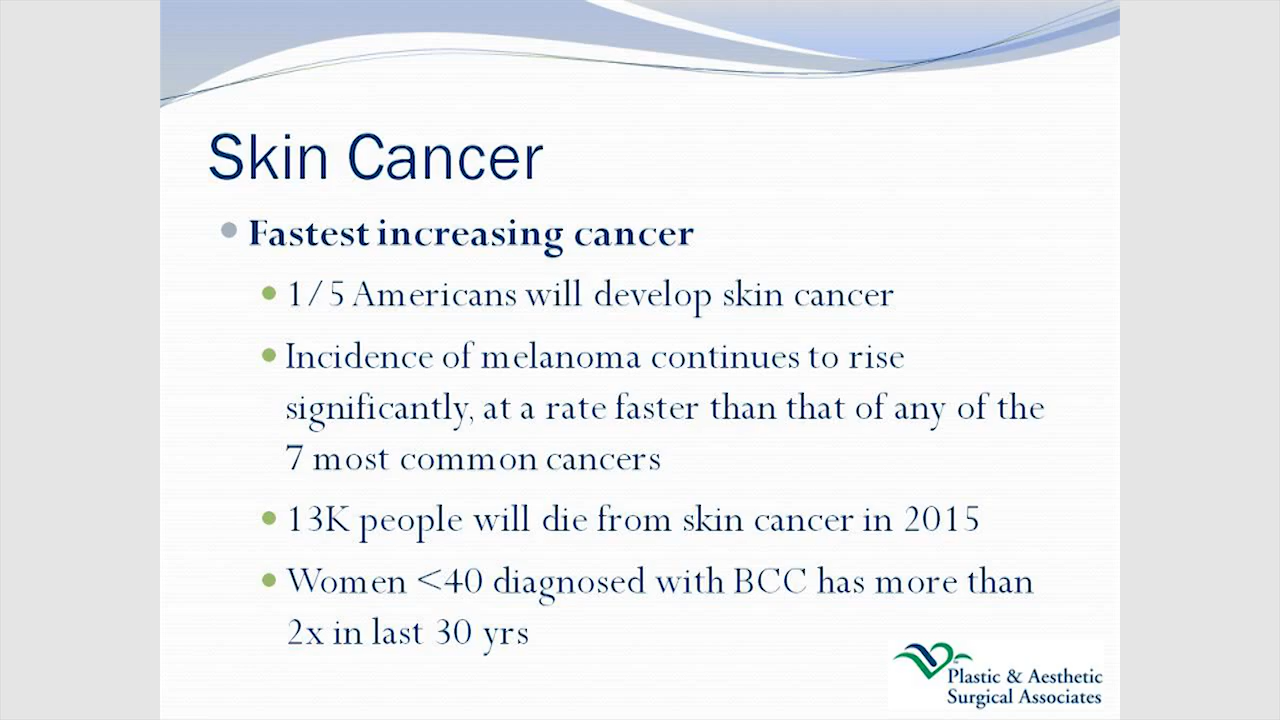 Skin Cancer
Fastest increasing cancer
1/5 Americans will develop skin cancer
Incidence of melanoma continues to rise
significantly, at a rate faster than that of any of the
7 most common cancers
13K people will die from skin cancer in 2015
Women <40 diagnosed with BCC has more than
2x in last 30 yrs
Plastic & Aesthetic
Surgical Associates